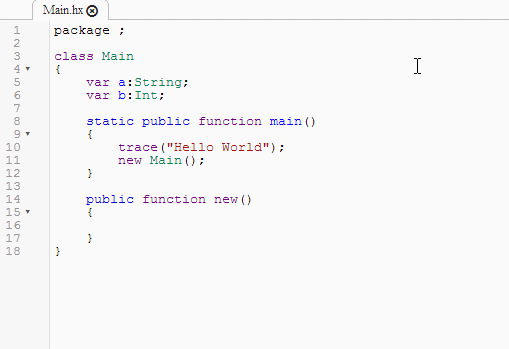 Main.hx
1 package ;
2
3 class Main
4 {
5     var a:String;
6     var b:Int;
7
8     static public function main()
9     {
10         trace("Hello World");
11         new Main();
12     }
13
14     public function new()
15     {
16
17     }
18 }